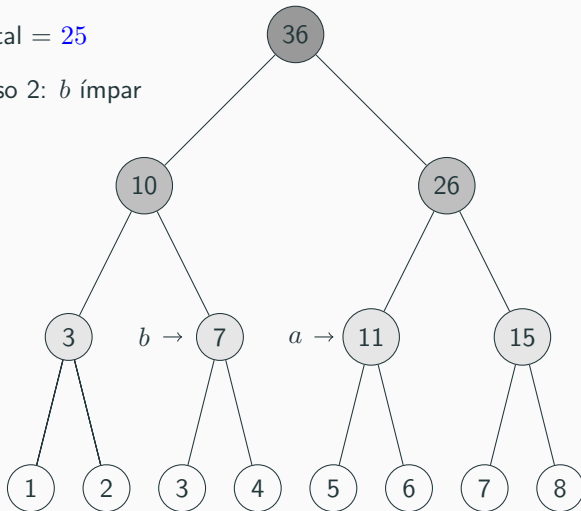 tal = 25
so 2: b ímpar
36
10 26
3 b → 7 a → 11 15
1 2 3 4 5 6 7 8